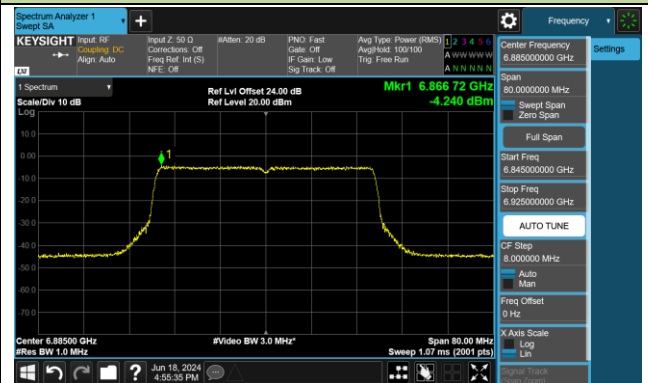 Spectrum Analyzer 1
Swept SA
Frequency
KEYSIGHT
Input: RF
Coupling: DC
Align: Auto
Input Z: 50 Ω
Corrections: Off
Freq Ref: Int (S)
NFE: Off
#Atten: 20 dB
PNO: Fast
Gate: Off
IF Gain: Low
Sig Track: Off
Avg Type: Power (RMS)
Avg|Hold: 100/100
Trig: Free Run
1 2 3 4 5 6
A W W W W W
A N N N N N
LXI
1 Spectrum
Scale/Div 10 dB
Log
Ref Lvl Offset 24.00 dB
Ref Level 20.00 dBm
Mkr1 6.866 72 GHz
-4.240 dBm
10.0
0.00
-10.0
-20.0
-30.0
-40.0
-50.0
-60.0
-70.0
1
Center 6.88500 GHz
#Res BW 1.0 MHz
#Video BW 3.0 MHz*
Span 80.00 MHz
Sweep 1.07 ms (2001 pts)
Jun 18, 2024
4:55:35 PM
Center Frequency
6.885000000 GHz
Settings
Span
80.0000000 MHz
Swept Span
Zero Span
Full Span
Start Freq
6.845000000 GHz
Stop Freq
6.925000000 GHz
AUTO TUNE
CF Step
8.000000 MHz
Auto
Man
Freq Offset
0 Hz
X Axis Scale
Log
Lin
Signal Track
(Span Zoom)